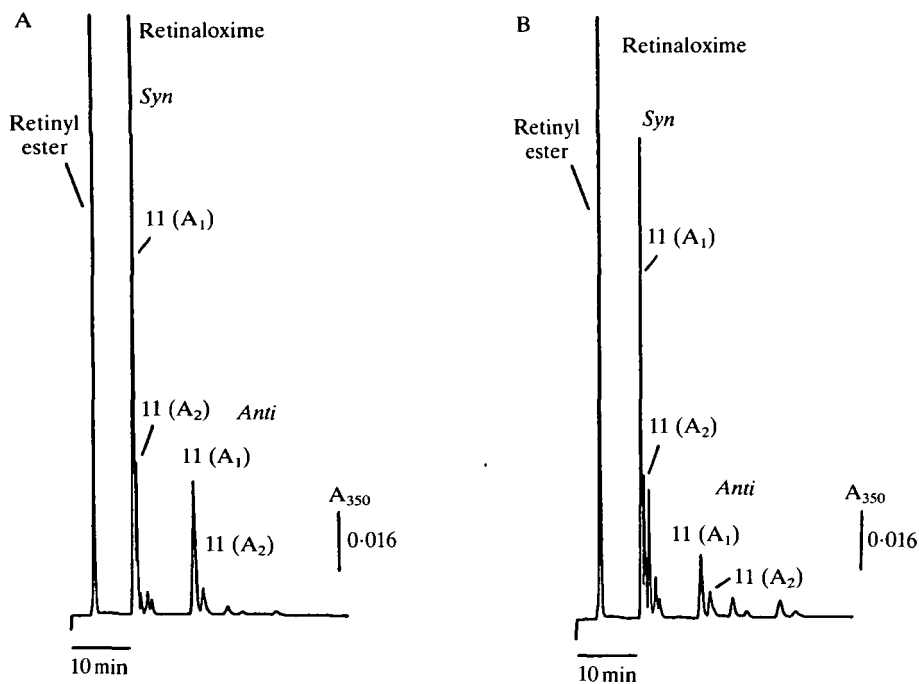 A
Retinaloxime
Syn
Retinyl
ester
11 (A₁)
11 (A₂)
Anti
11 (A₁)
11 (A₂)
A₃₅₀
0·016
10 min
B
Retinaloxime
Syn
Retinyl
ester
11 (A₁)
11 (A₂)
Anti
11 (A₁)
11 (A₂)
A₃₅₀
0·016
10 min